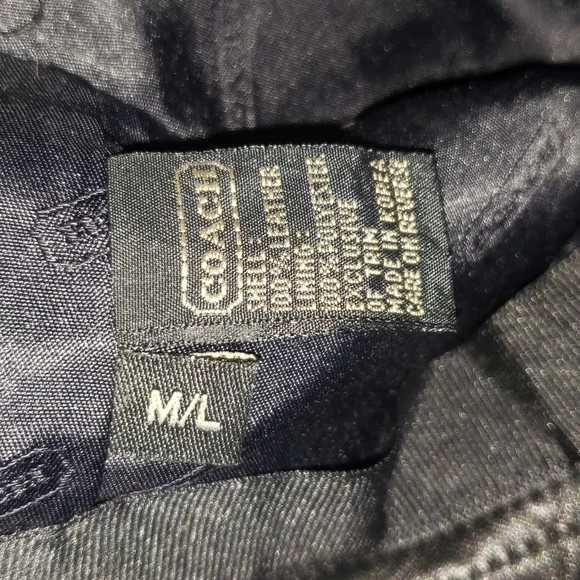 COACH
SHELL:
100% LEATHER
LINING:
100% POLYESTER
EXCLUSIVE
OF TRIM
MADE IN KOREA
CARE ON REVERSE
M/L